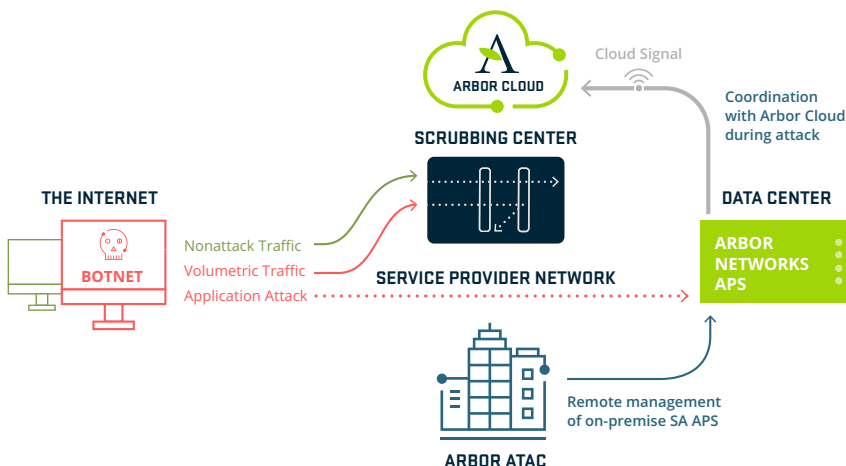 Cloud Signal
A
ARBOR CLOUD
Coordination
with Arbor Cloud
during attack
SCRUBBING CENTER
THE INTERNET
DATA CENTER
BOTNET
Nonattack Traffic
Volumetric Traffic
Application Attack
SERVICE PROVIDER NETWORK
ARBOR
NETWORKS
APS
Remote management
of on-premise SA APS
ARBOR ATAC